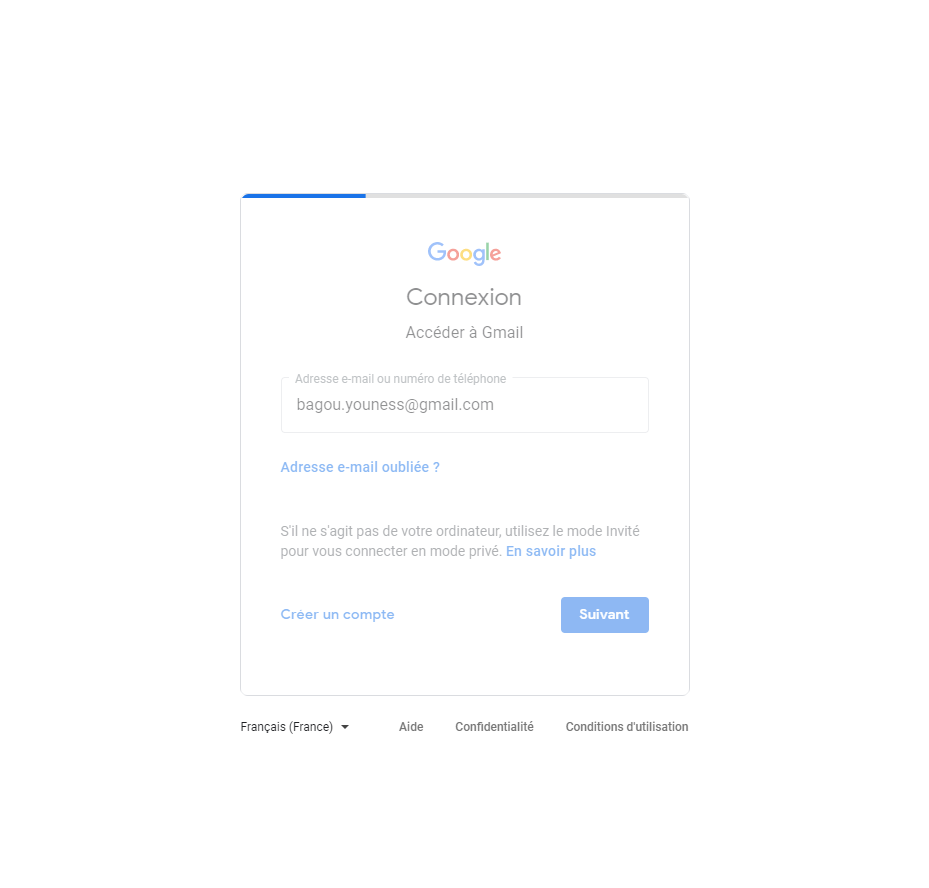 Google
Connexion
Accéder à Gmail
Adresse e-mail ou numéro de téléphone
bagou.youness@gmail.com
Adresse e-mail oubliée ?
S'il ne s'agit pas de votre ordinateur, utilisez le mode Invité
pour vous connecter en mode privé. En savoir plus
Créer un compte
Suivant
Français (France)
Aide
Confidentialité
Conditions d'utilisation